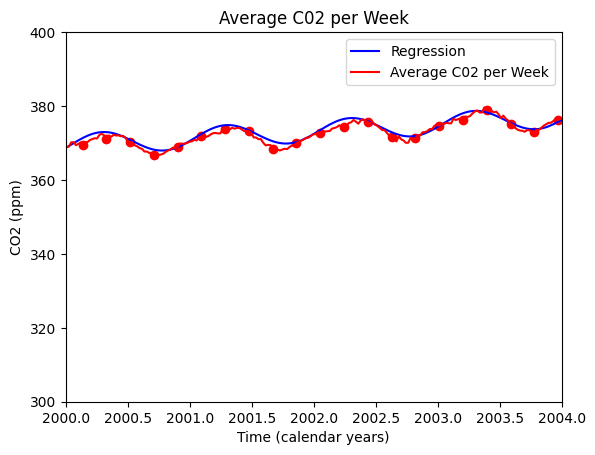 Average C02 per Week
Regression
Average C02 per Week
CO2 (ppm)
400
380
360
340
320
300
2000.0 2000.5 2001.0 2001.5 2002.0 2002.5 2003.0 2003.5 2004.0
Time (calendar years)